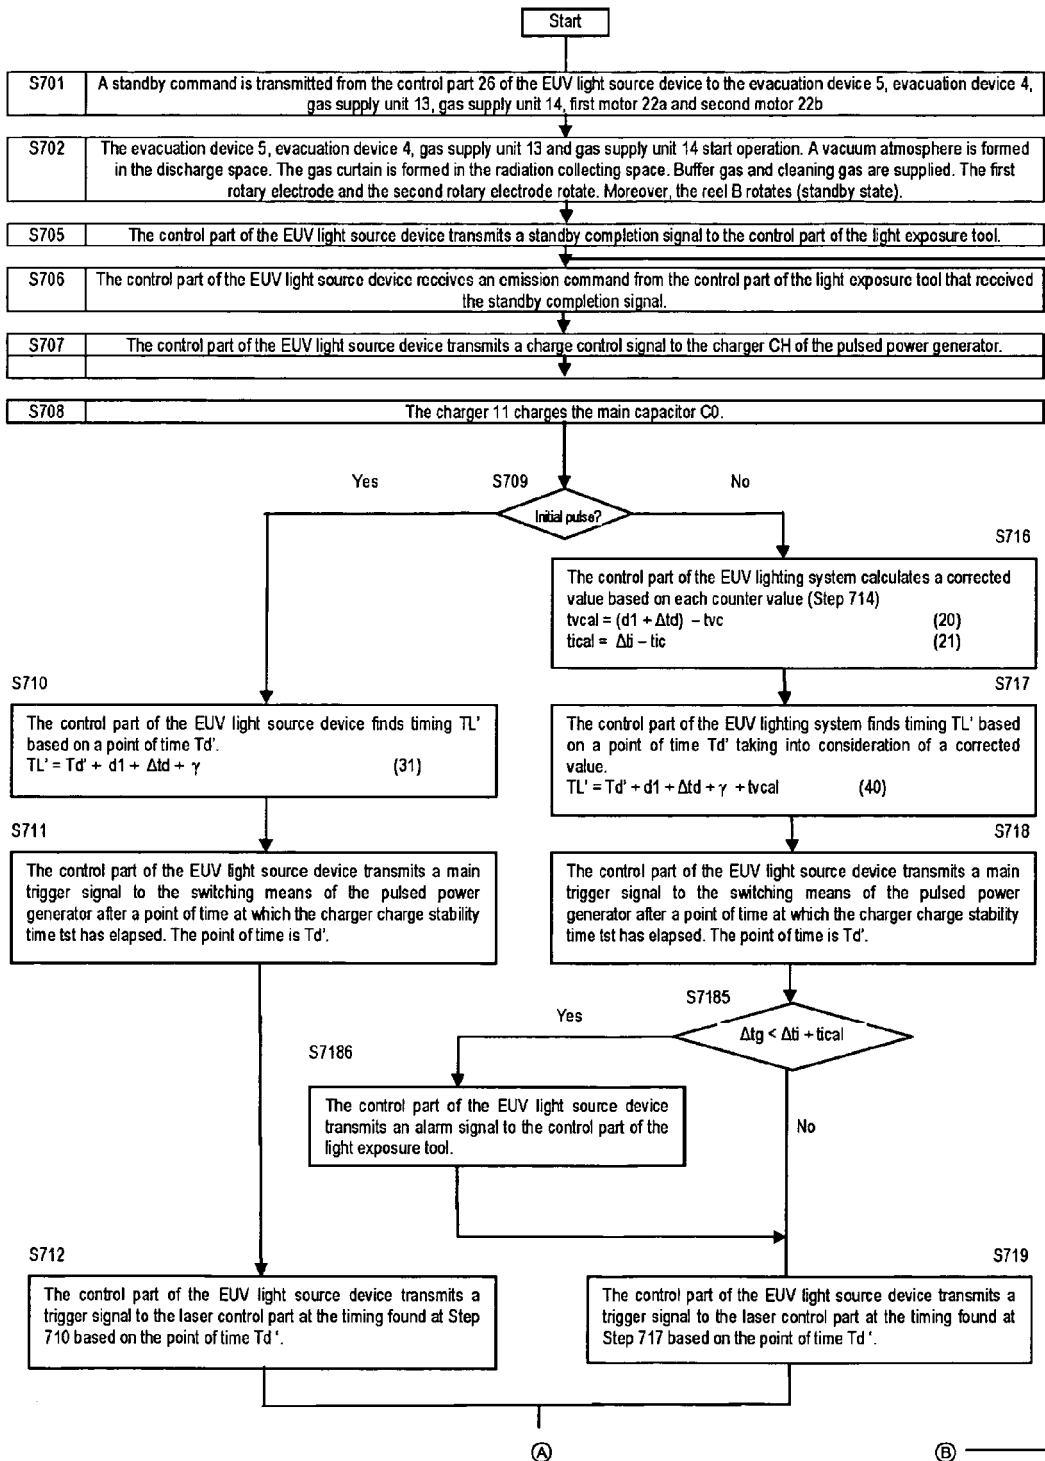 Start
S701
A standby command is transmitted from the control part 26 of the EUV light source device to the evacuation device 5, evacuation device 4,
gas supply unit 13, gas supply unit 14, first motor 22a and second motor 22b
S702
The evacuation device 5, evacuation device 4, gas supply unit 13 and gas supply unit 14 start operation. A vacuum atmosphere is formed
in the discharge space. The gas curtain is formed in the radiation collecting space. Buffer gas and cleaning gas are supplied. The first
rotary electrode and the second rotary electrode rotate. Moreover, the reel B rotates (standby state).
S705
The control part of the EUV light source device transmits a standby completion signal to the control part of the light exposure tool.
S706
The control part of the EUV light source device receives an emission command from the control part of the light exposure tool that received
the standby completion signal.
S707
The control part of the EUV light source device transmits a charge control signal to the charger CH of the pulsed power generator.
S708
The charger 11 charges the main capacitor C0.
Yes
S709
No
Initial pulse?
S716
The control part of the EUV lighting system calculates a corrected
value based on each counter value (Step 714)
tvcal = (d1 + Δtd) – tvc (20)
tical = Δti – tic (21)
S710
The control part of the EUV light source device finds timing TL'
based on a point of time Td'.
TL' = Td' + d1 + Δtd + γ (31)
S717
The control part of the EUV lighting system finds timing TL' based
on a point of time Td' taking into consideration of a corrected
value.
TL' = Td' + d1 + Δtd + γ + tvcal (40)
S711
The control part of the EUV light source device transmits a main
trigger signal to the switching means of the pulsed power
generator after a point of time at which the charger charge stability
time tst has elapsed. The point of time is Td'.
S718
The control part of the EUV light source device transmits a main
trigger signal to the switching means of the pulsed power
generator after a point of time at which the charger charge stability
time tst has elapsed. The point of time is Td'.
S7185
Yes
Δtg < Δti + tical
S7186
The control part of the EUV light source device
transmits an alarm signal to the control part of the
light exposure tool.
No
S712
The control part of the EUV light source device transmits a
trigger signal to the laser control part at the timing found at Step
710 based on the point of time Td '.
S719
The control part of the EUV light source device transmits a
trigger signal to the laser control part at the timing found at
Step 717 based on the point of time Td '.
Ⓐ
Ⓑ